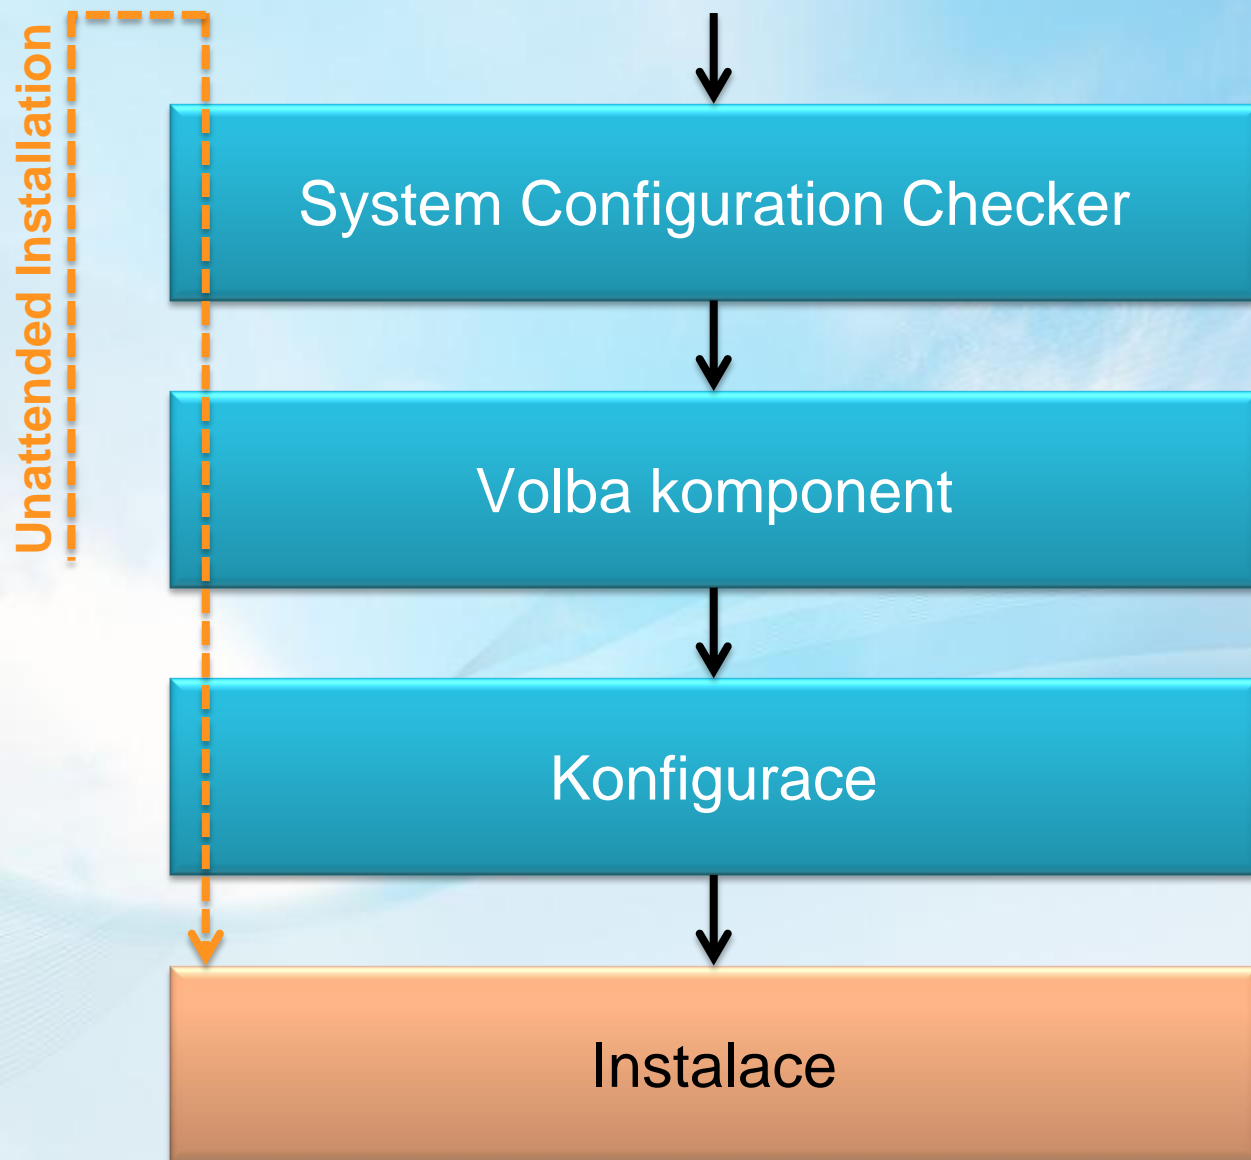 Unattended Installation
System Configuration Checker
Volba komponent
Konfigurace
Instalace